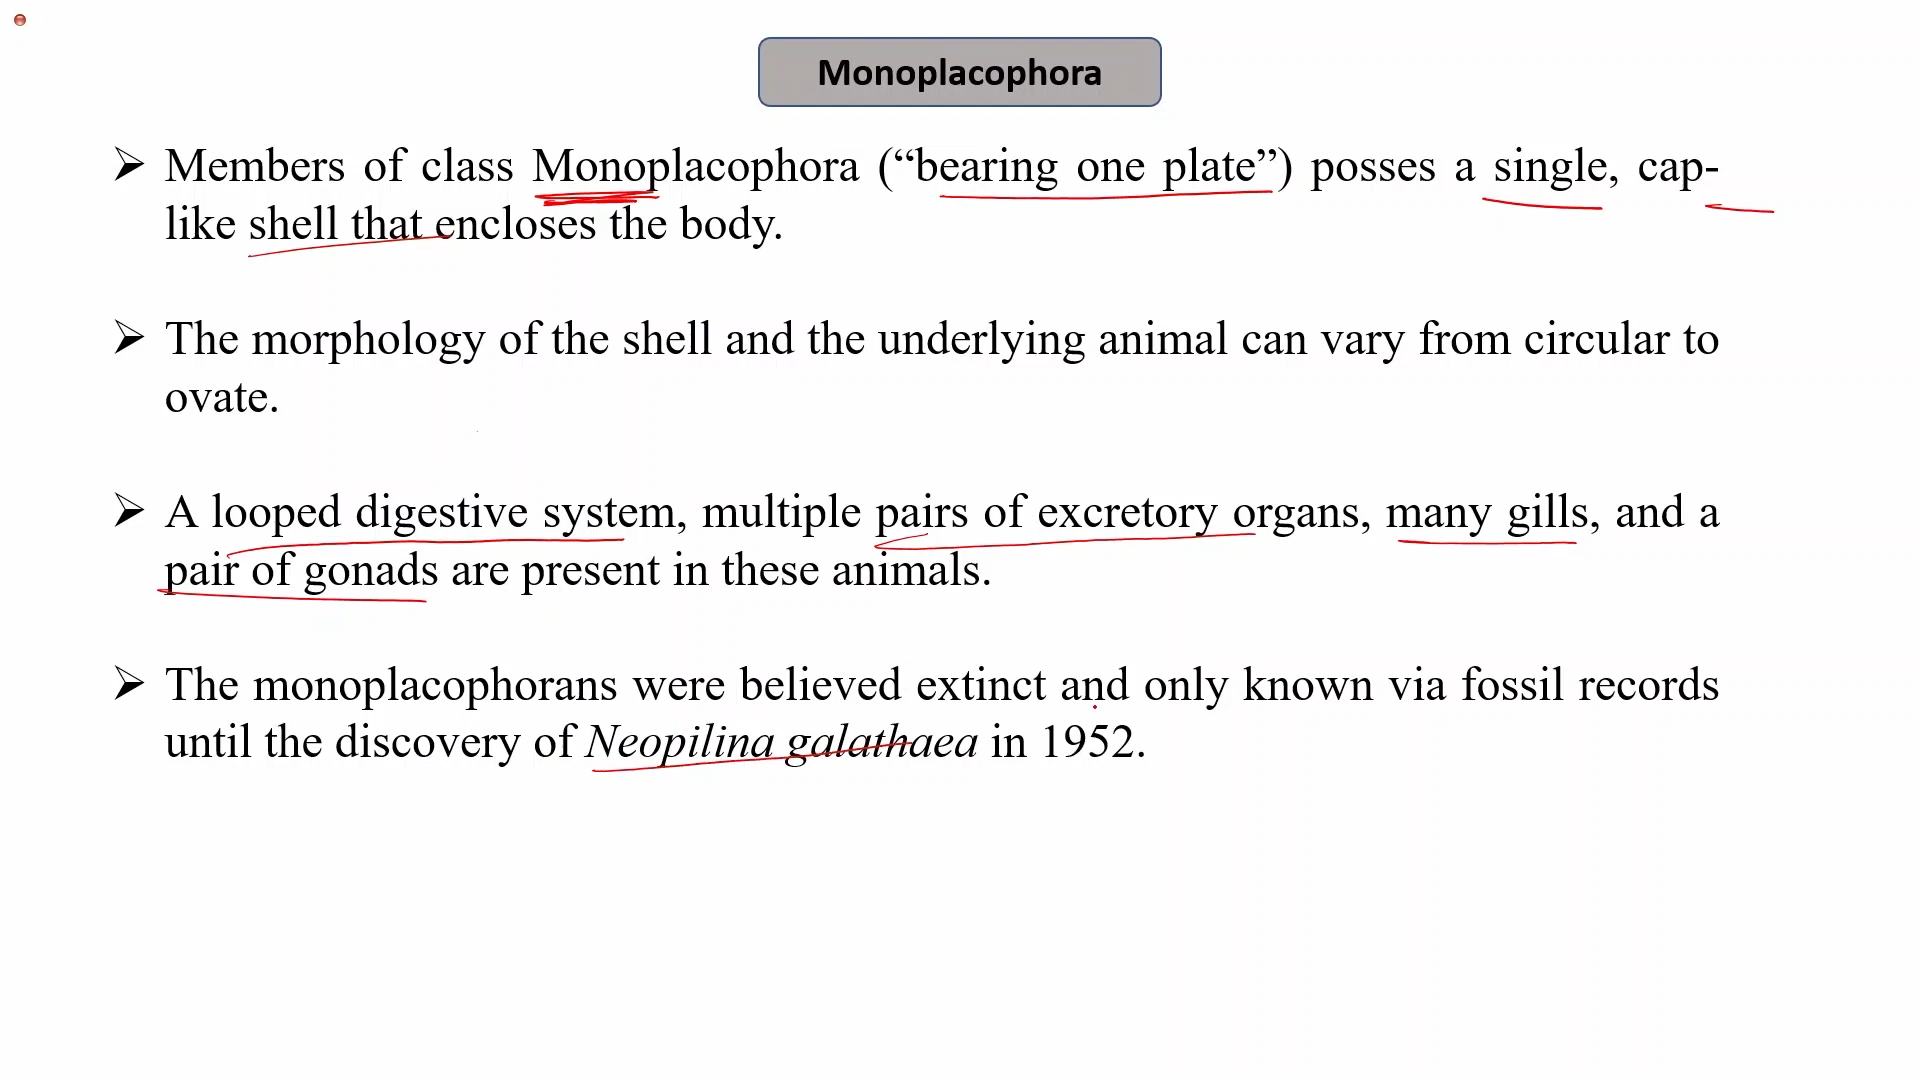 Monoplacophora
➢ Members of class Monoplacophora (“bearing one plate”) posses a single, cap-
like shell that encloses the body.
➢ The morphology of the shell and the underlying animal can vary from circular to
ovate.
➢ A looped digestive system, multiple pairs of excretory organs, many gills, and a
pair of gonads are present in these animals.
➢ The monoplacophorans were believed extinct and only known via fossil records
until the discovery of Neopilina galathaea in 1952.